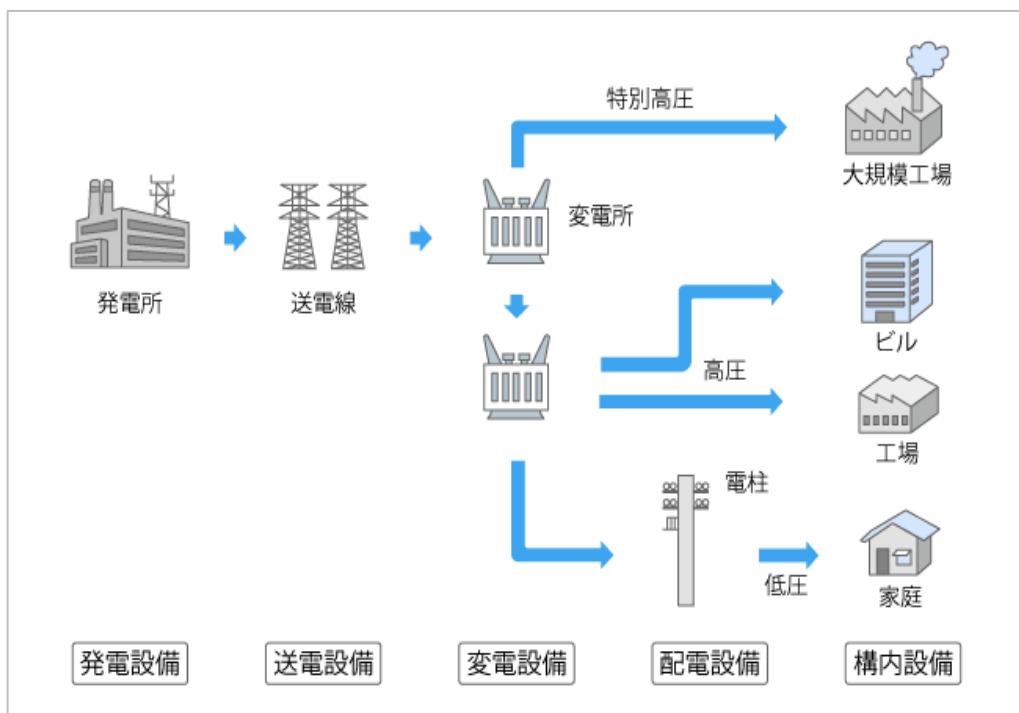 特別高圧
大規模工場
変電所
発電所
送電線
ビル
高圧
工場
電柱
低圧
家庭
発電設備
送電設備
変電設備
配電設備
構内設備